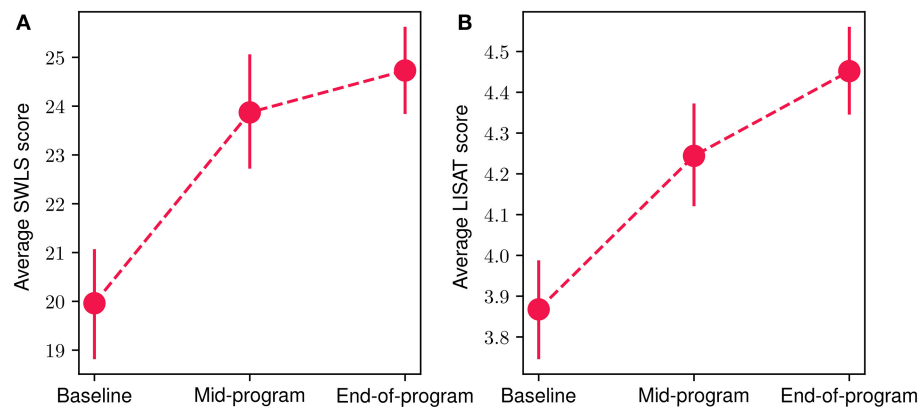 A
Average SWLS score
25
24
23
22
21
20
19
Baseline
Mid-program
End-of-program
B
Average LISAT score
4.5
4.4
4.3
4.2
4.1
4.0
3.9
3.8
Baseline
Mid-program
End-of-program